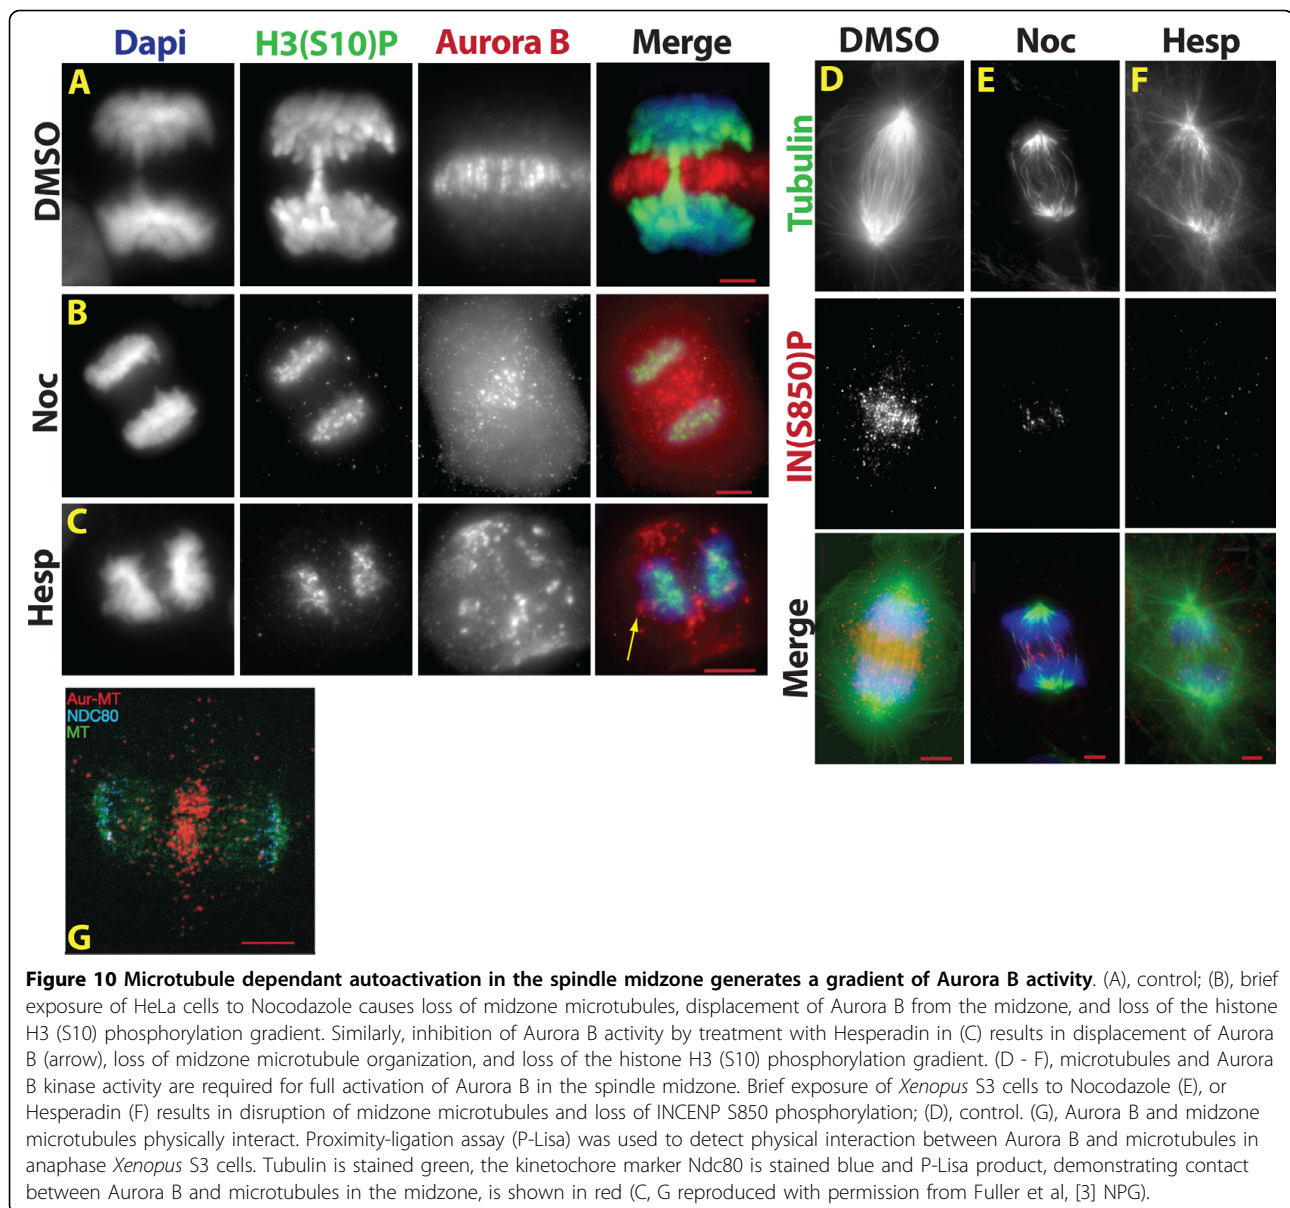 Dapi H3(S10)P Aurora B Merge
DMSO Noc Hesp
A
DMSO
B
Noc
C
Hesp
D E F
Tubulin
IN(S850)P
Merge
Aur-MT
NDC80
MT
G
Figure 10 Microtubule dependant autoactivation in the spindle midzone generates a gradient of Aurora B activity. (A), control; (B), brief
exposure of HeLa cells to Nocodazole causes loss of midzone microtubules, displacement of Aurora B from the midzone, and loss of the histone
H3 (S10) phosphorylation gradient. Similarly, inhibition of Aurora B activity by treatment with Hesperadin in (C) results in displacement of Aurora
B (arrow), loss of midzone microtubule organization, and loss of the histone H3 (S10) phosphorylation gradient. (D - F), microtubules and Aurora
B kinase activity are required for full activation of Aurora B in the spindle midzone. Brief exposure of Xenopus S3 cells to Nocodazole (E), or
Hesperadin (F) results in disruption of midzone microtubules and loss of INCENP S850 phosphorylation; (D), control. (G), Aurora B and midzone
microtubules physically interact. Proximity-ligation assay (P-Lisa) was used to detect physical interaction between Aurora B and microtubules in
anaphase Xenopus S3 cells. Tubulin is stained green, the kinetochore marker Ndc80 is stained blue and P-Lisa product, demonstrating contact
between Aurora B and microtubules in the midzone, is shown in red (C, G reproduced with permission from Fuller et al, [3] NPG).